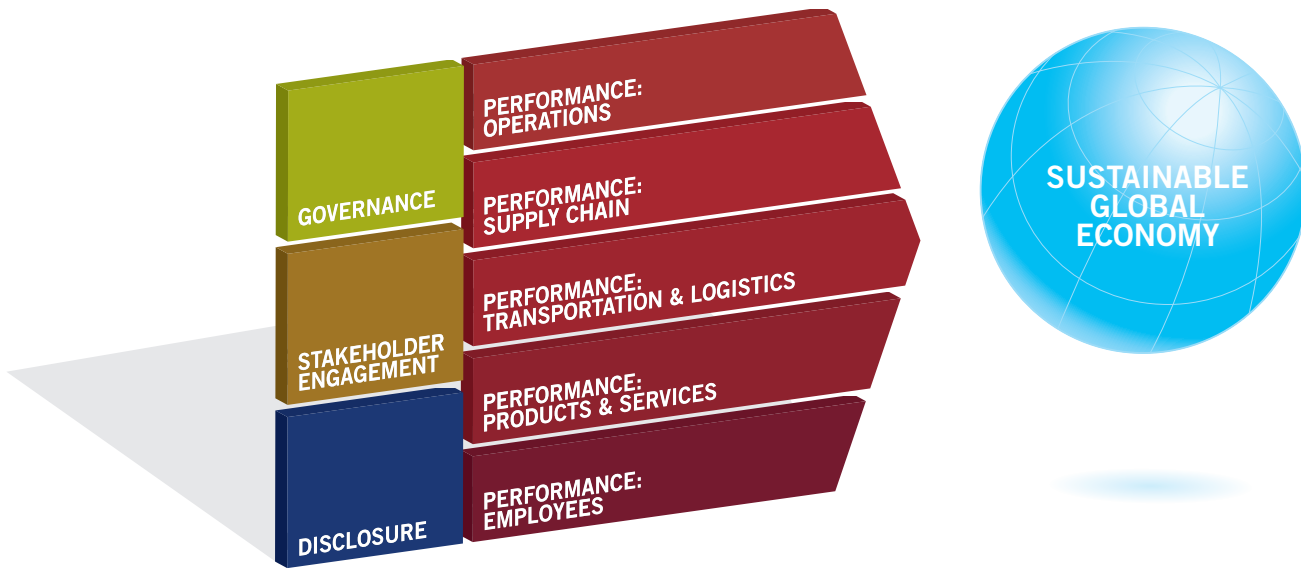 GOVERNANCE
STAKEHOLDER
ENGAGEMENT
DISCLOSURE
PERFORMANCE:
OPERATIONS
PERFORMANCE:
SUPPLY CHAIN
PERFORMANCE:
TRANSPORTATION & LOGISTICS
PERFORMANCE:
PRODUCTS & SERVICES
PERFORMANCE:
EMPLOYEES
SUSTAINABLE
GLOBAL
ECONOMY